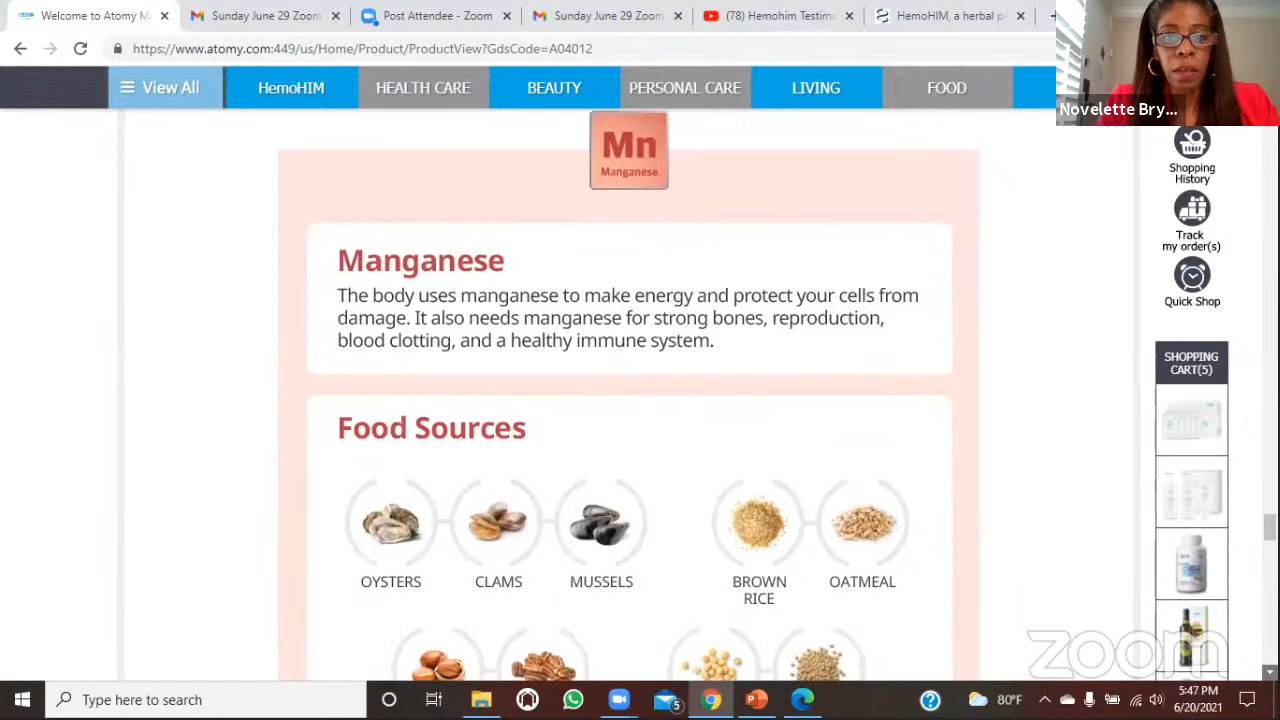 Welcome to Atomy M
Sunday June 29 Zoom
Post Attendee - Zoom
Sunday June 29 Zoom
(78) Hemohim Testimo
HemoHIM, a herbal p
https://www.atomy.com:449/us/Home/Product/ProductView?GdsCode=A04012
View All
HemoHIM
HEALTH CARE
BEAUTY
PERSONAL CARE
LIVING
FOOD
Novelette Bry...
Mn
Manganese
Shopping
History
Track
my order(s)
Quick Shop
SHOPPING
CART(5)
Manganese
The body uses manganese to make energy and protect your cells from
damage. It also needs manganese for strong bones, reproduction,
blood clotting, and a healthy immune system.
Food Sources
OYSTERS
CLAMS
MUSSELS
BROWN
RICE
OATMEAL
zoom
Type here to search
5
80°F
5:47 PM
6/20/2021